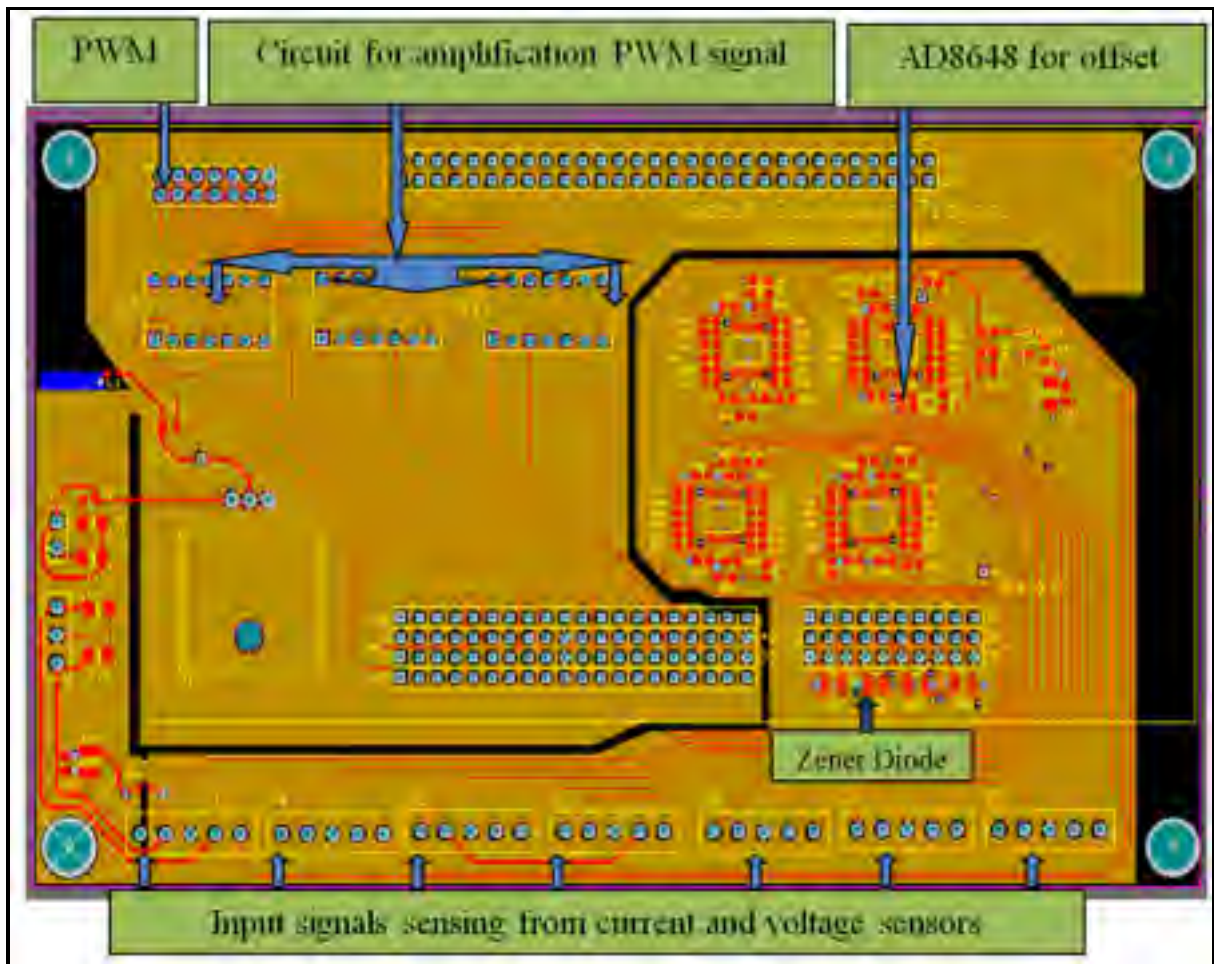 PWM
Circuit for amplification PWM signal
AD8648 for offset
Zener Diode
Input signals sensing from current and voltage sensors